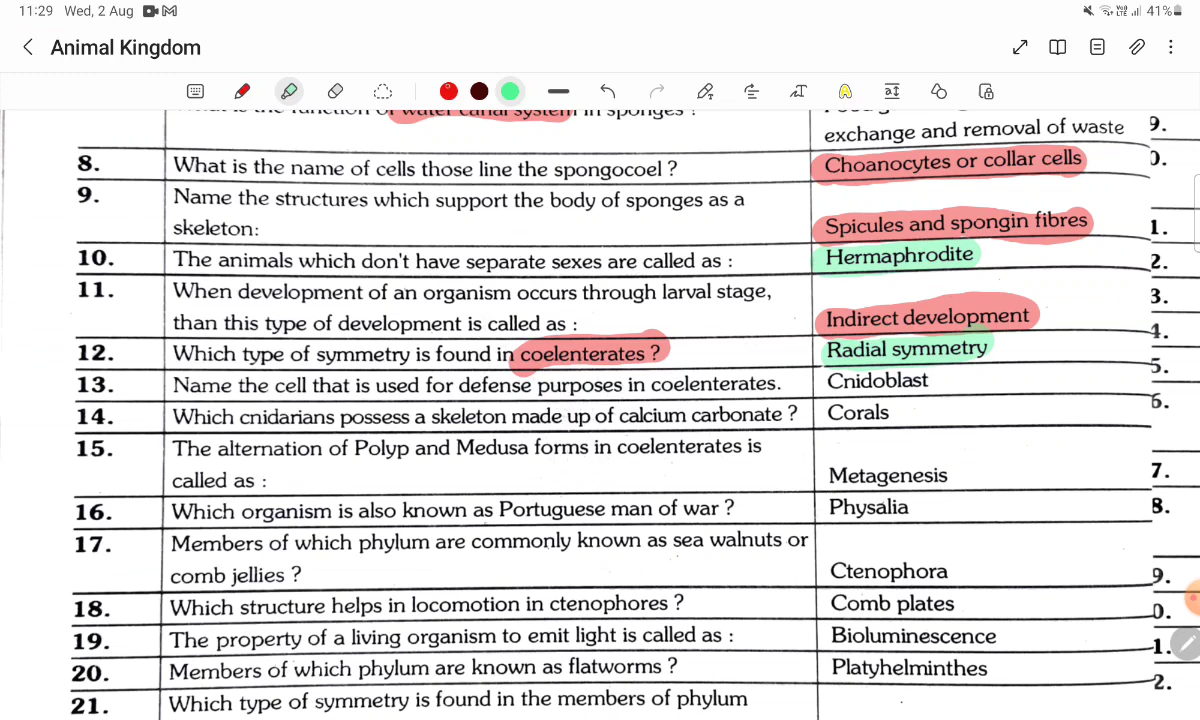 11:29 Wed, 2 Aug
41%
Animal Kingdom
water canal system in sponges ?
exchange and removal of waste
9.
8. What is the name of cells those line the spongocoel ? Choanocytes or collar cells
0.
9. Name the structures which support the body of sponges as a
skeleton: Spicules and spongin fibres
1.
10. The animals which don't have separate sexes are called as : Hermaphrodite
2.
11. When development of an organism occurs through larval stage,
3.
than this type of development is called as : Indirect development
4.
12. Which type of symmetry is found in coelenterates ? Radial symmetry
5.
13. Name the cell that is used for defense purposes in coelenterates. Cnidoblast
6.
14. Which cnidarians possess a skeleton made up of calcium carbonate ? Corals
15. The alternation of Polyp and Medusa forms in coelenterates is
called as : Metagenesis
7.
16. Which organism is also known as Portuguese man of war ? Physalia
8.
17. Members of which phylum are commonly known as sea walnuts or
comb jellies ? Ctenophora
9.
18. Which structure helps in locomotion in ctenophores ? Comb plates
0.
19. The property of a living organism to emit light is called as : Bioluminescence
1.
20. Members of which phylum are known as flatworms ? Platyhelminthes
2.
21. Which type of symmetry is found in the members of phylum